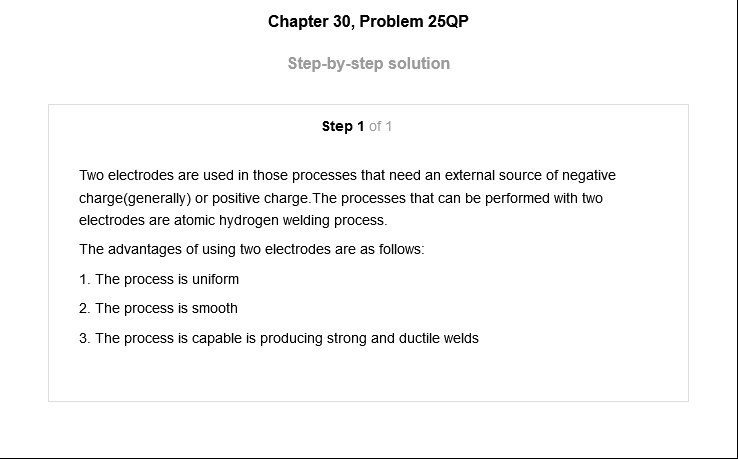 Chapter 30, Problem 25QP
Step-by-step solution
Step 1 of 1
Two electrodes are used in those processes that need an external source of negative
charge(generally) or positive charge.The processes that can be performed with two
electrodes are atomic hydrogen welding process.
The advantages of using two electrodes are as follows:
1. The process is uniform
2. The process is smooth
3. The process is capable is producing strong and ductile welds